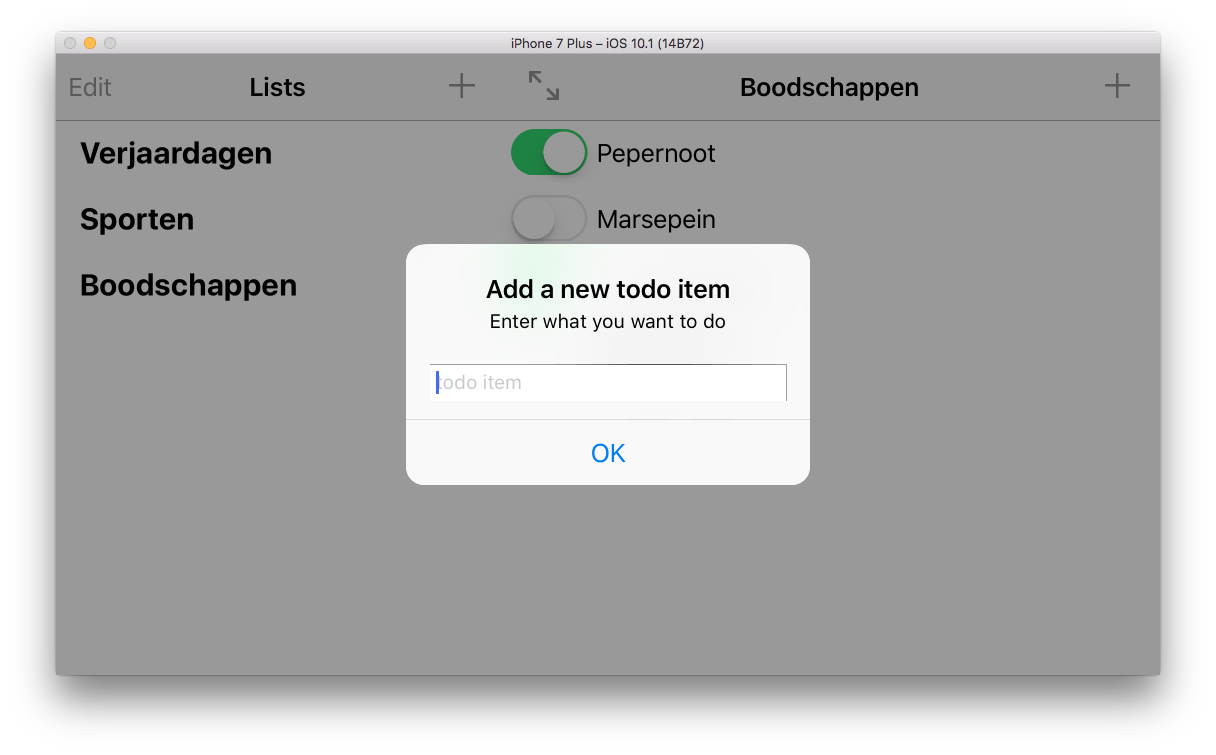 iPhone 7 Plus – iOS 10.1 (14B72)
Edit Lists Boodschappen
Verjaardagen Pepernoot
Sporten Marsepein
Boodschappen
Add a new todo item
Enter what you want to do
todo item
OK